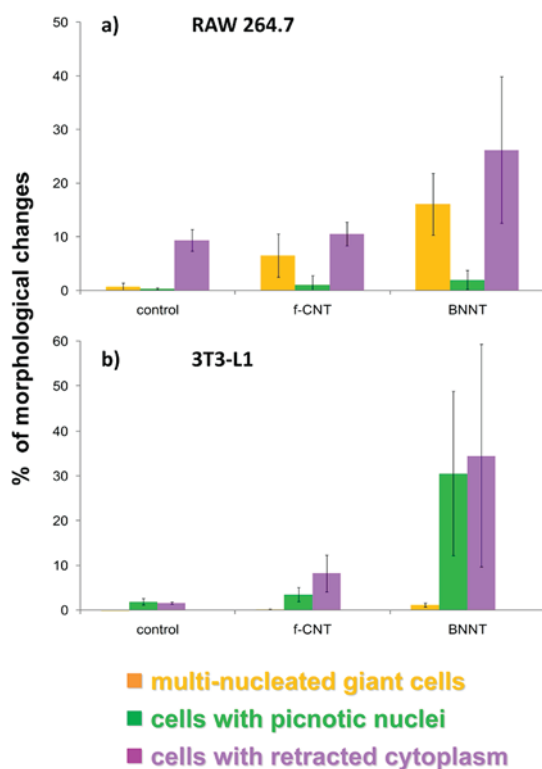 % of morphological changes
a) RAW 264.7
50
40
30
20
10
0
control f-CNT BNNT
b) 3T3-L1
60
50
40
30
20
10
0
control f-CNT BNNT
multi-nucleated giant cells
cells with picnotic nuclei
cells with retracted cytoplasm